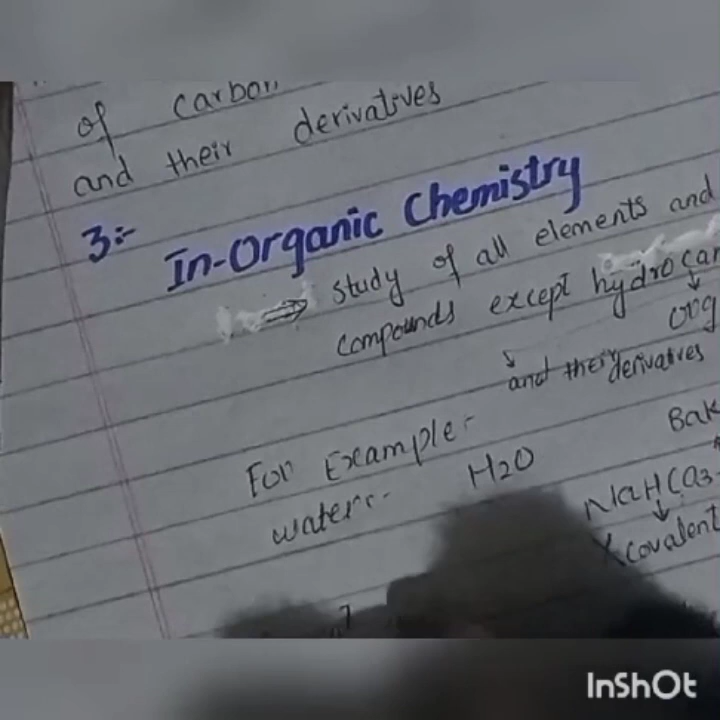 of carbon
and their derivatives
3:- In-Organic Chemistry
study of all elements and
compounds except hydrocar
org
and their derivatives
For Example:-
Bak
water:- H2O
NaHCO3
X covalent
InShOt